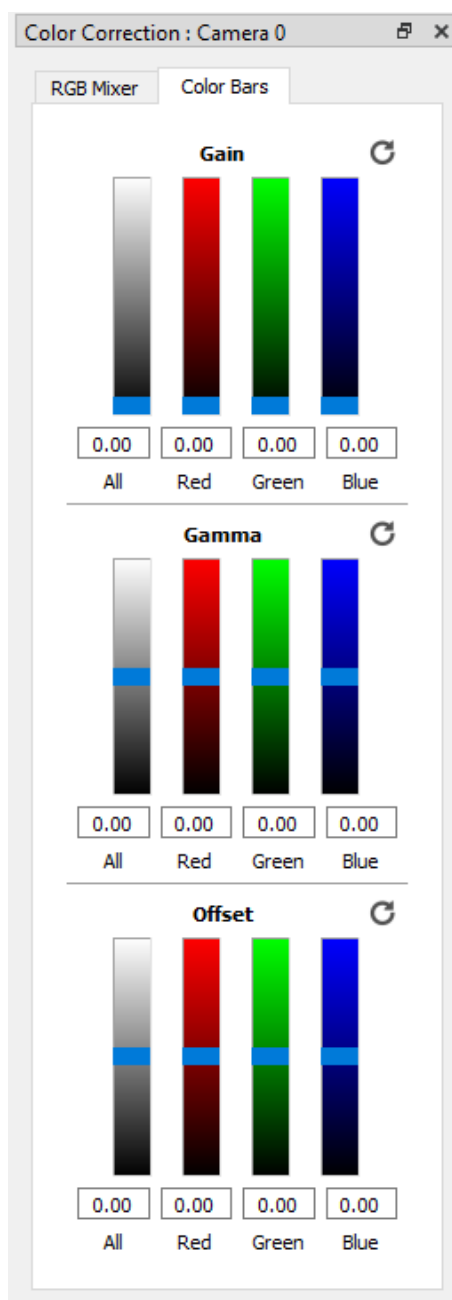 Color Correction : Camera 0
RGB Mixer Color Bars
Gain
0.00 0.00 0.00 0.00
All Red Green Blue
Gamma
0.00 0.00 0.00 0.00
All Red Green Blue
Offset
0.00 0.00 0.00 0.00
All Red Green Blue